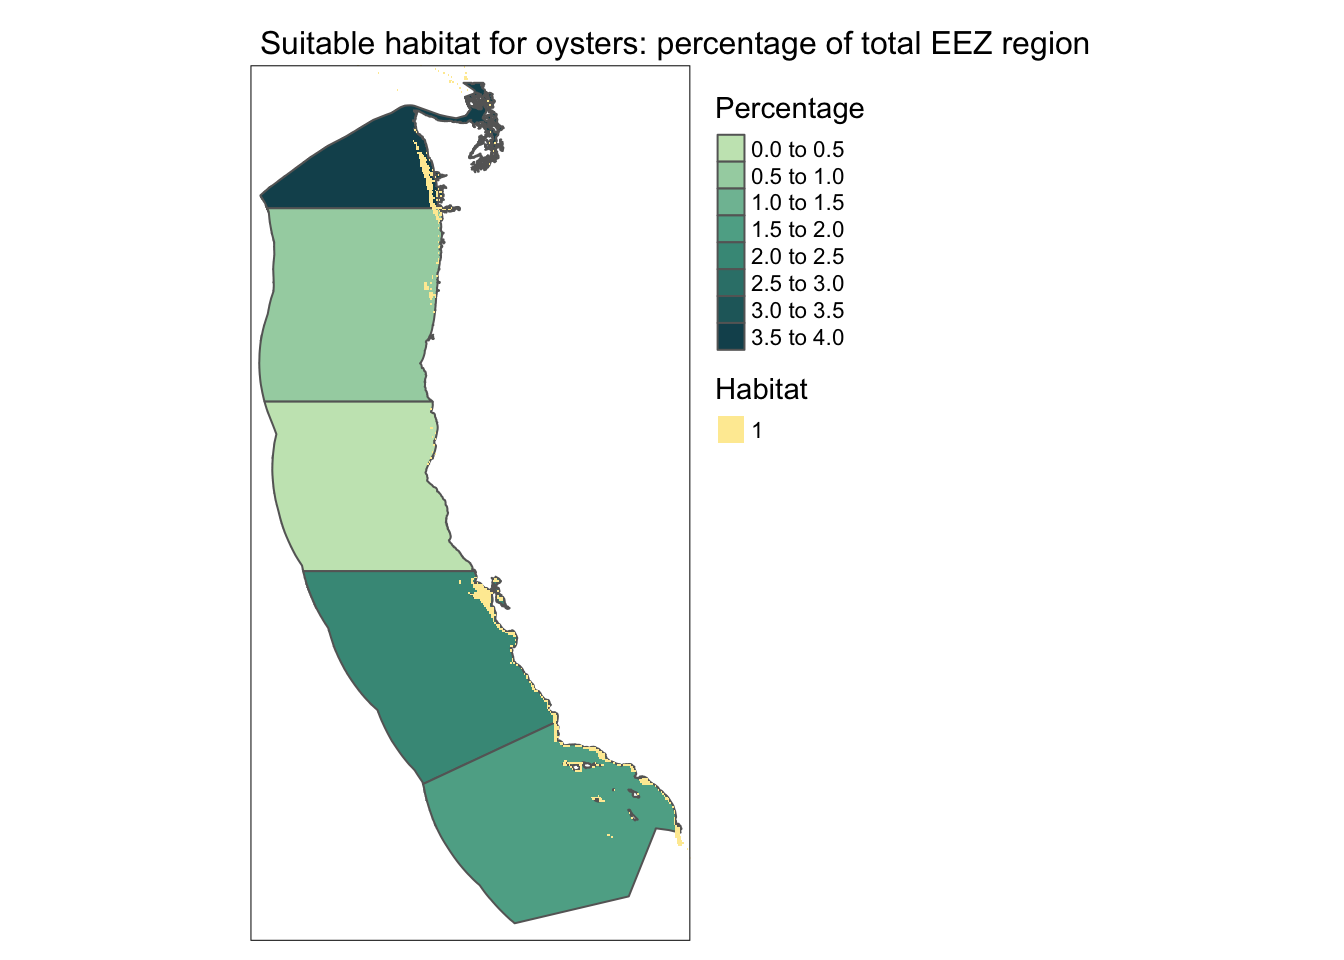 Suitable habitat for oysters: percentage of total EEZ region
Percentage
0.0 to 0.5
0.5 to 1.0
1.0 to 1.5
1.5 to 2.0
2.0 to 2.5
2.5 to 3.0
3.0 to 3.5
3.5 to 4.0
Habitat
1